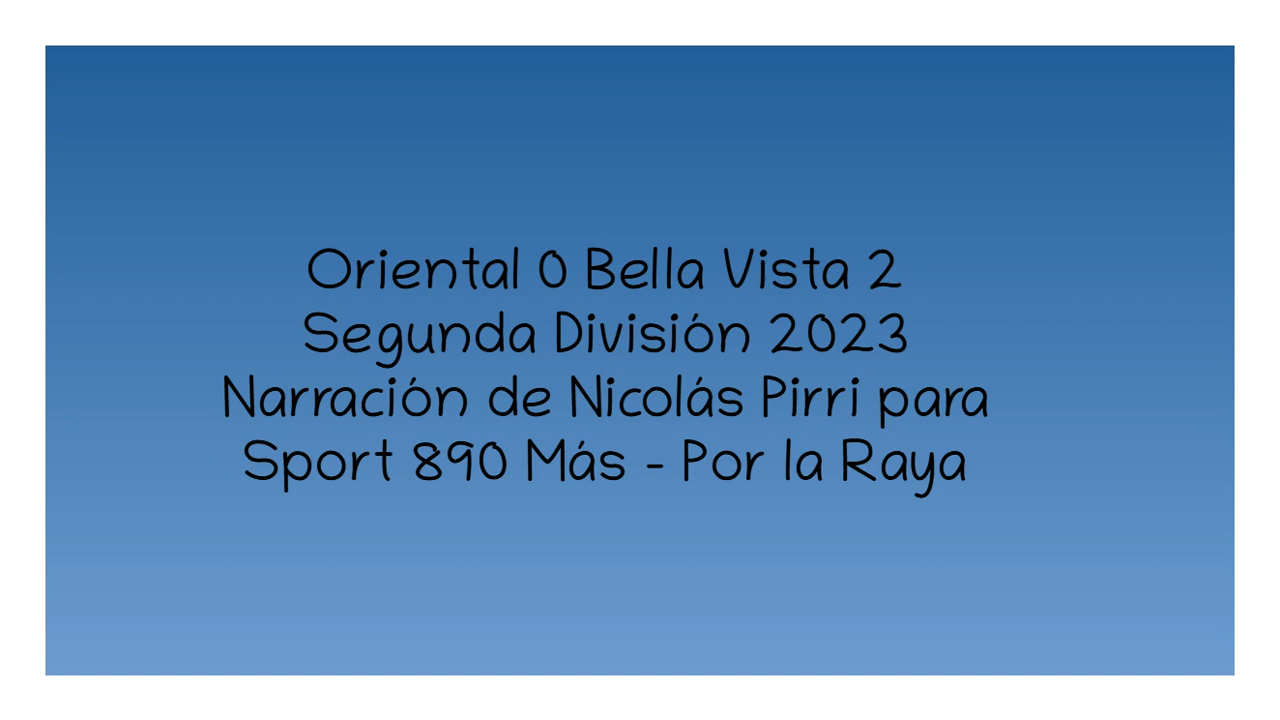 Oriental 0 Bella Vista 2
Segunda División 2023
Narración de Nicolás Pirri para
Sport 890 Más - Por la Raya